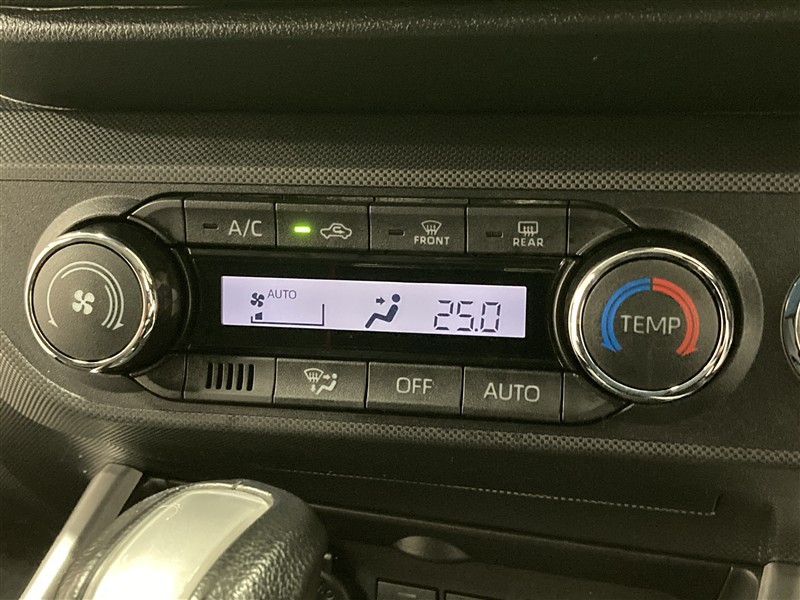 A/C
FRONT
REAR
AUTO
25.0
TEMP
OFF
AUTO